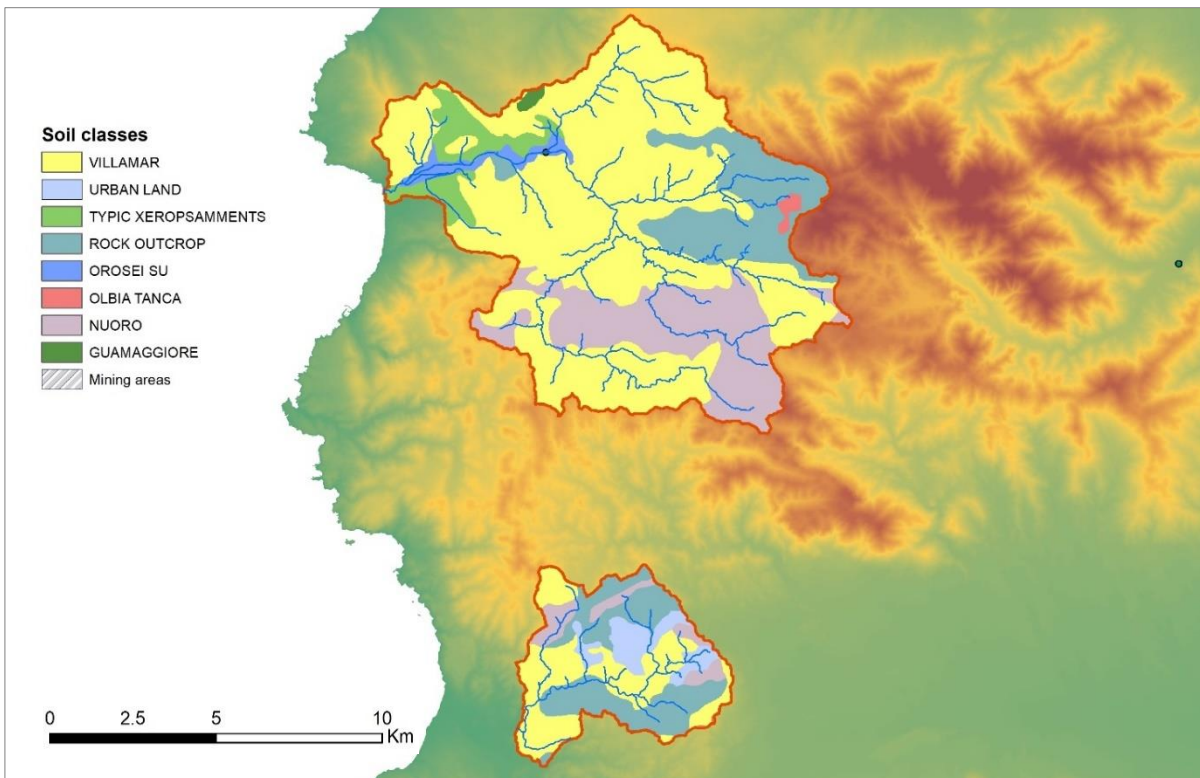 Soil classes
VILLAMAR
URBAN LAND
TYPIC XEROPSAMMENTS
ROCK OUTCROP
OROSEI SU
OLBIA TANCA
NUORO
GUAMAGGIORE
Mining areas
0 2.5 5 10
Km